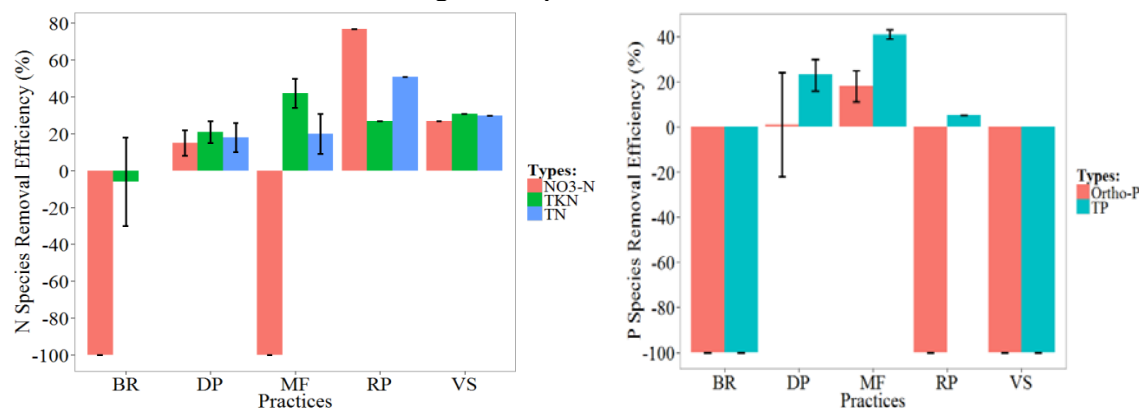 N Species Removal Efficiency (%)
80
60
40
20
0
-20
-40
-60
-80
-100
BR DP MF RP VS
Practices
Types:
NO3-N
TKN
TN
P Species Removal Efficiency (%)
40
20
0
-20
-40
-60
-80
-100
BR DP MF RP VS
Practices
Types:
Ortho-P
TP